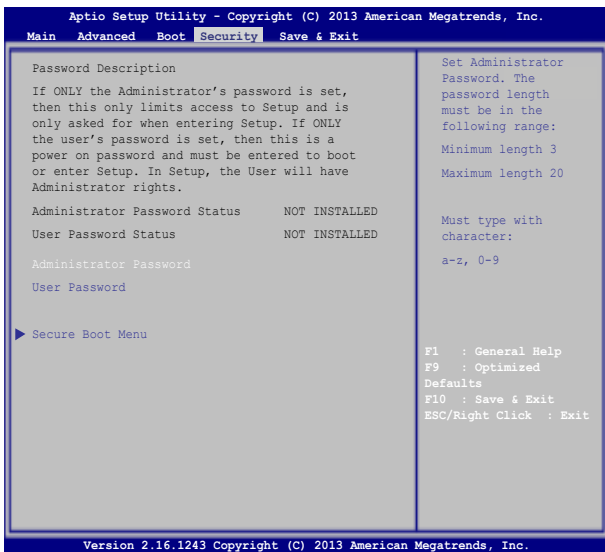 Aptio Setup Utility - Copyright (C) 2013 American Megatrends, Inc.
Main Advanced Boot Security Save & Exit
Password Description
If ONLY the Administrator's password is set,
then this only limits access to Setup and is
only asked for when entering Setup. If ONLY
the user's password is set, then this is a
power on password and must be entered to boot
or enter Setup. In Setup, the User will have
Administrator rights.
Administrator Password Status NOT INSTALLED
User Password Status NOT INSTALLED
Administrator Password
User Password
Secure Boot Menu
Set Administrator
Password. The
password length
must be in the
following range:
Minimum length 3
Maximum length 20
Must type with
character:
a-z, 0-9
F1 : General Help
F9 : Optimized
Defaults
F10 : Save & Exit
ESC/Right Click : Exit
Version 2.16.1243 Copyright (C) 2013 American Megatrends, Inc.